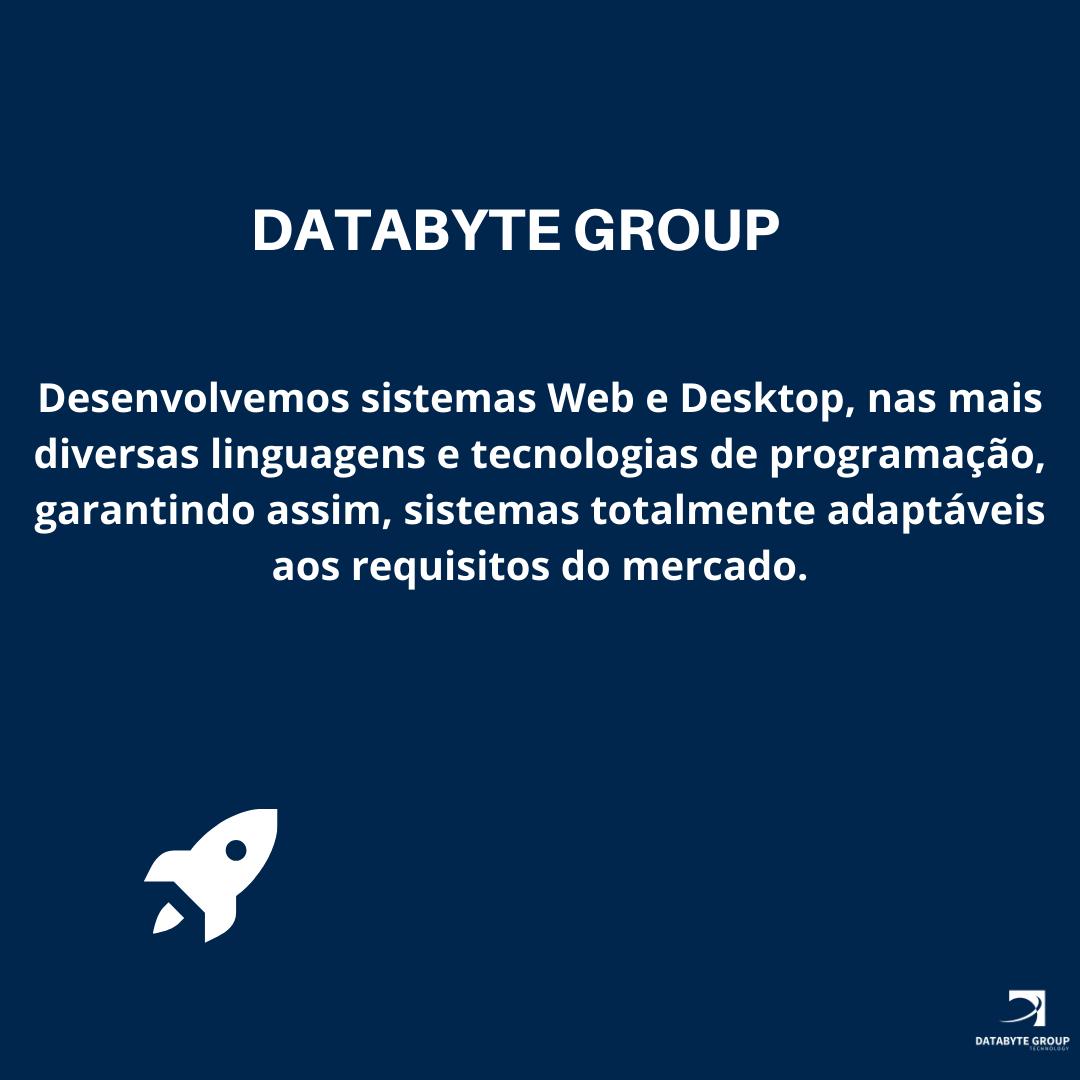 DATABYTE GROUP
Desenvolvemos sistemas Web e Desktop, nas mais
diversas linguagens e tecnologias de programação,
garantindo assim, sistemas totalmente adaptáveis
aos requisitos do mercado.
DATABYTE GROUP
TECHNOLOGY